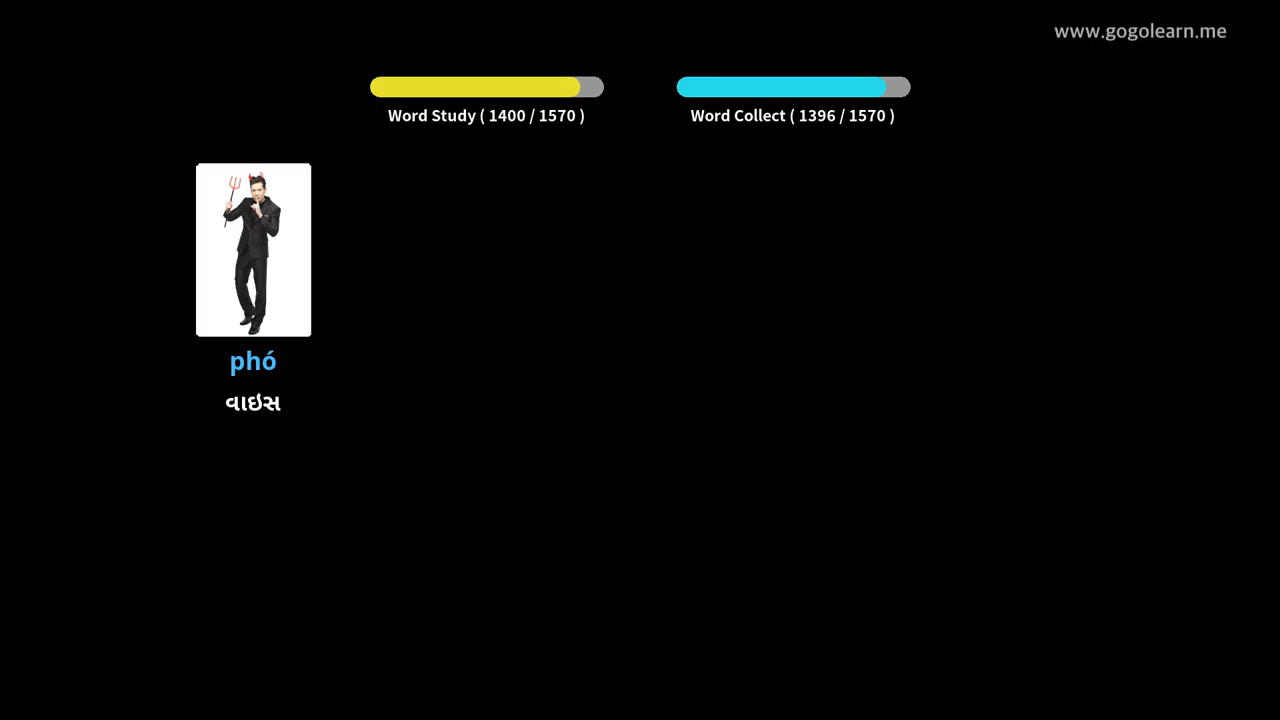 www.gogolearn.me
Word Study ( 1400 / 1570 )
Word Collect ( 1396 / 1570 )
phó
વાઇસ